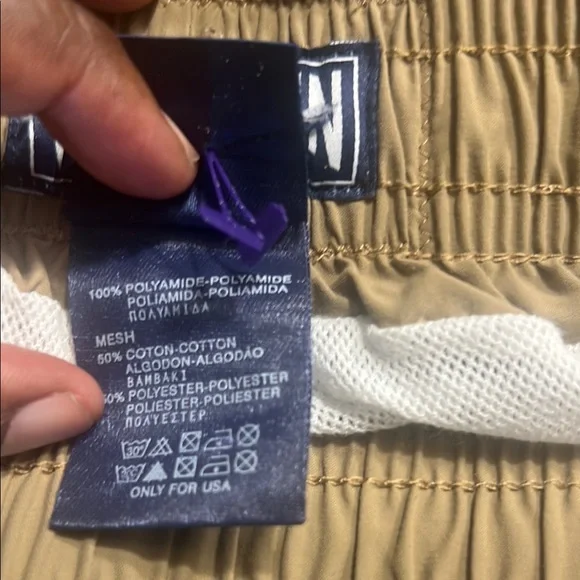 100% POLYAMIDE-POLYAMIDE
POLIAMIDA-POLIAMIDA
ΠΟΛΥΑΜΙΔΑ
MESH
50% COTON-COTTON
ALGODON-ALGODÃO
ΒΑΜΒΑΚΙ
50% POLYESTER-POLYESTER
POLIESTER-POLIESTER
ΠΟΛΥΕΣΤΕΡ
30°
ONLY FOR USA